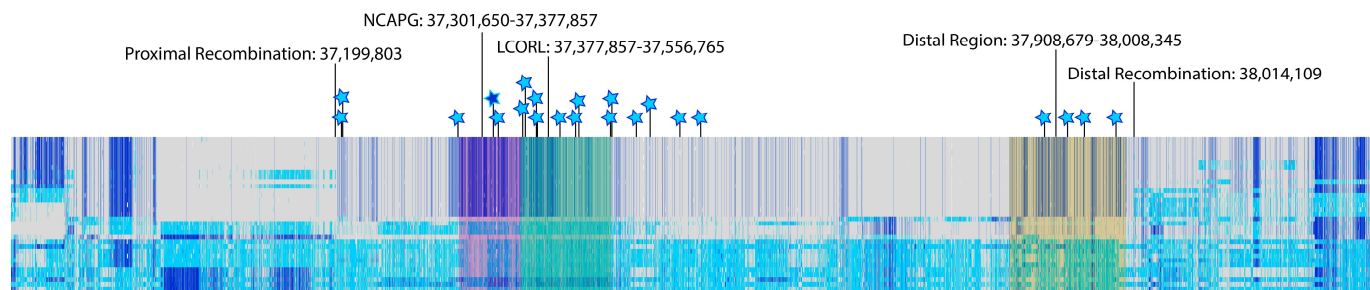 NCAPG: 37,301,650-37,377,857
Proximal Recombination: 37,199,803
LCORL: 37,377,857-37,556,765
Distal Region: 37,908,679-38,008,345
Distal Recombination: 38,014,109